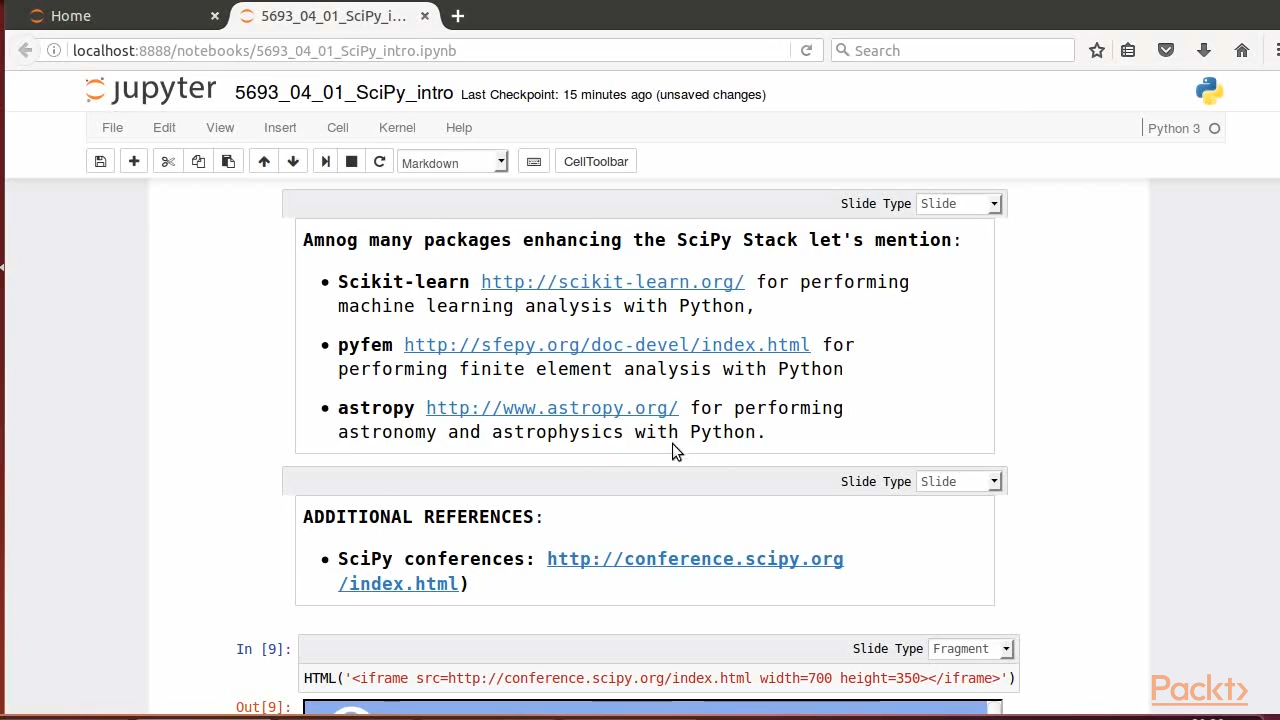 Home
5693_04_01_SciPy_i...
localhost:8888/notebooks/5693_04_01_SciPy_intro.ipynb
Search
jupyter 5693_04_01_SciPy_intro Last Checkpoint: 15 minutes ago (unsaved changes)
File Edit View Insert Cell Kernel Help Python 3
Markdown CellToolbar
Slide Type Slide
Amnog many packages enhancing the SciPy Stack let's mention:
• Scikit-learn http://scikit-learn.org/ for performing
machine learning analysis with Python,
• pyfem http://sfepy.org/doc-devel/index.html for
performing finite element analysis with Python
• astropy http://www.astropy.org/ for performing
astronomy and astrophysics with Python.
Slide Type Slide
ADDITIONAL REFERENCES:
• SciPy conferences: http://conference.scipy.org
/index.html)
In [9]: Slide Type Fragment
HTML('<iframe src=http://conference.scipy.org/index.html width=700 height=350></iframe>')
Out[9]:
Packt>